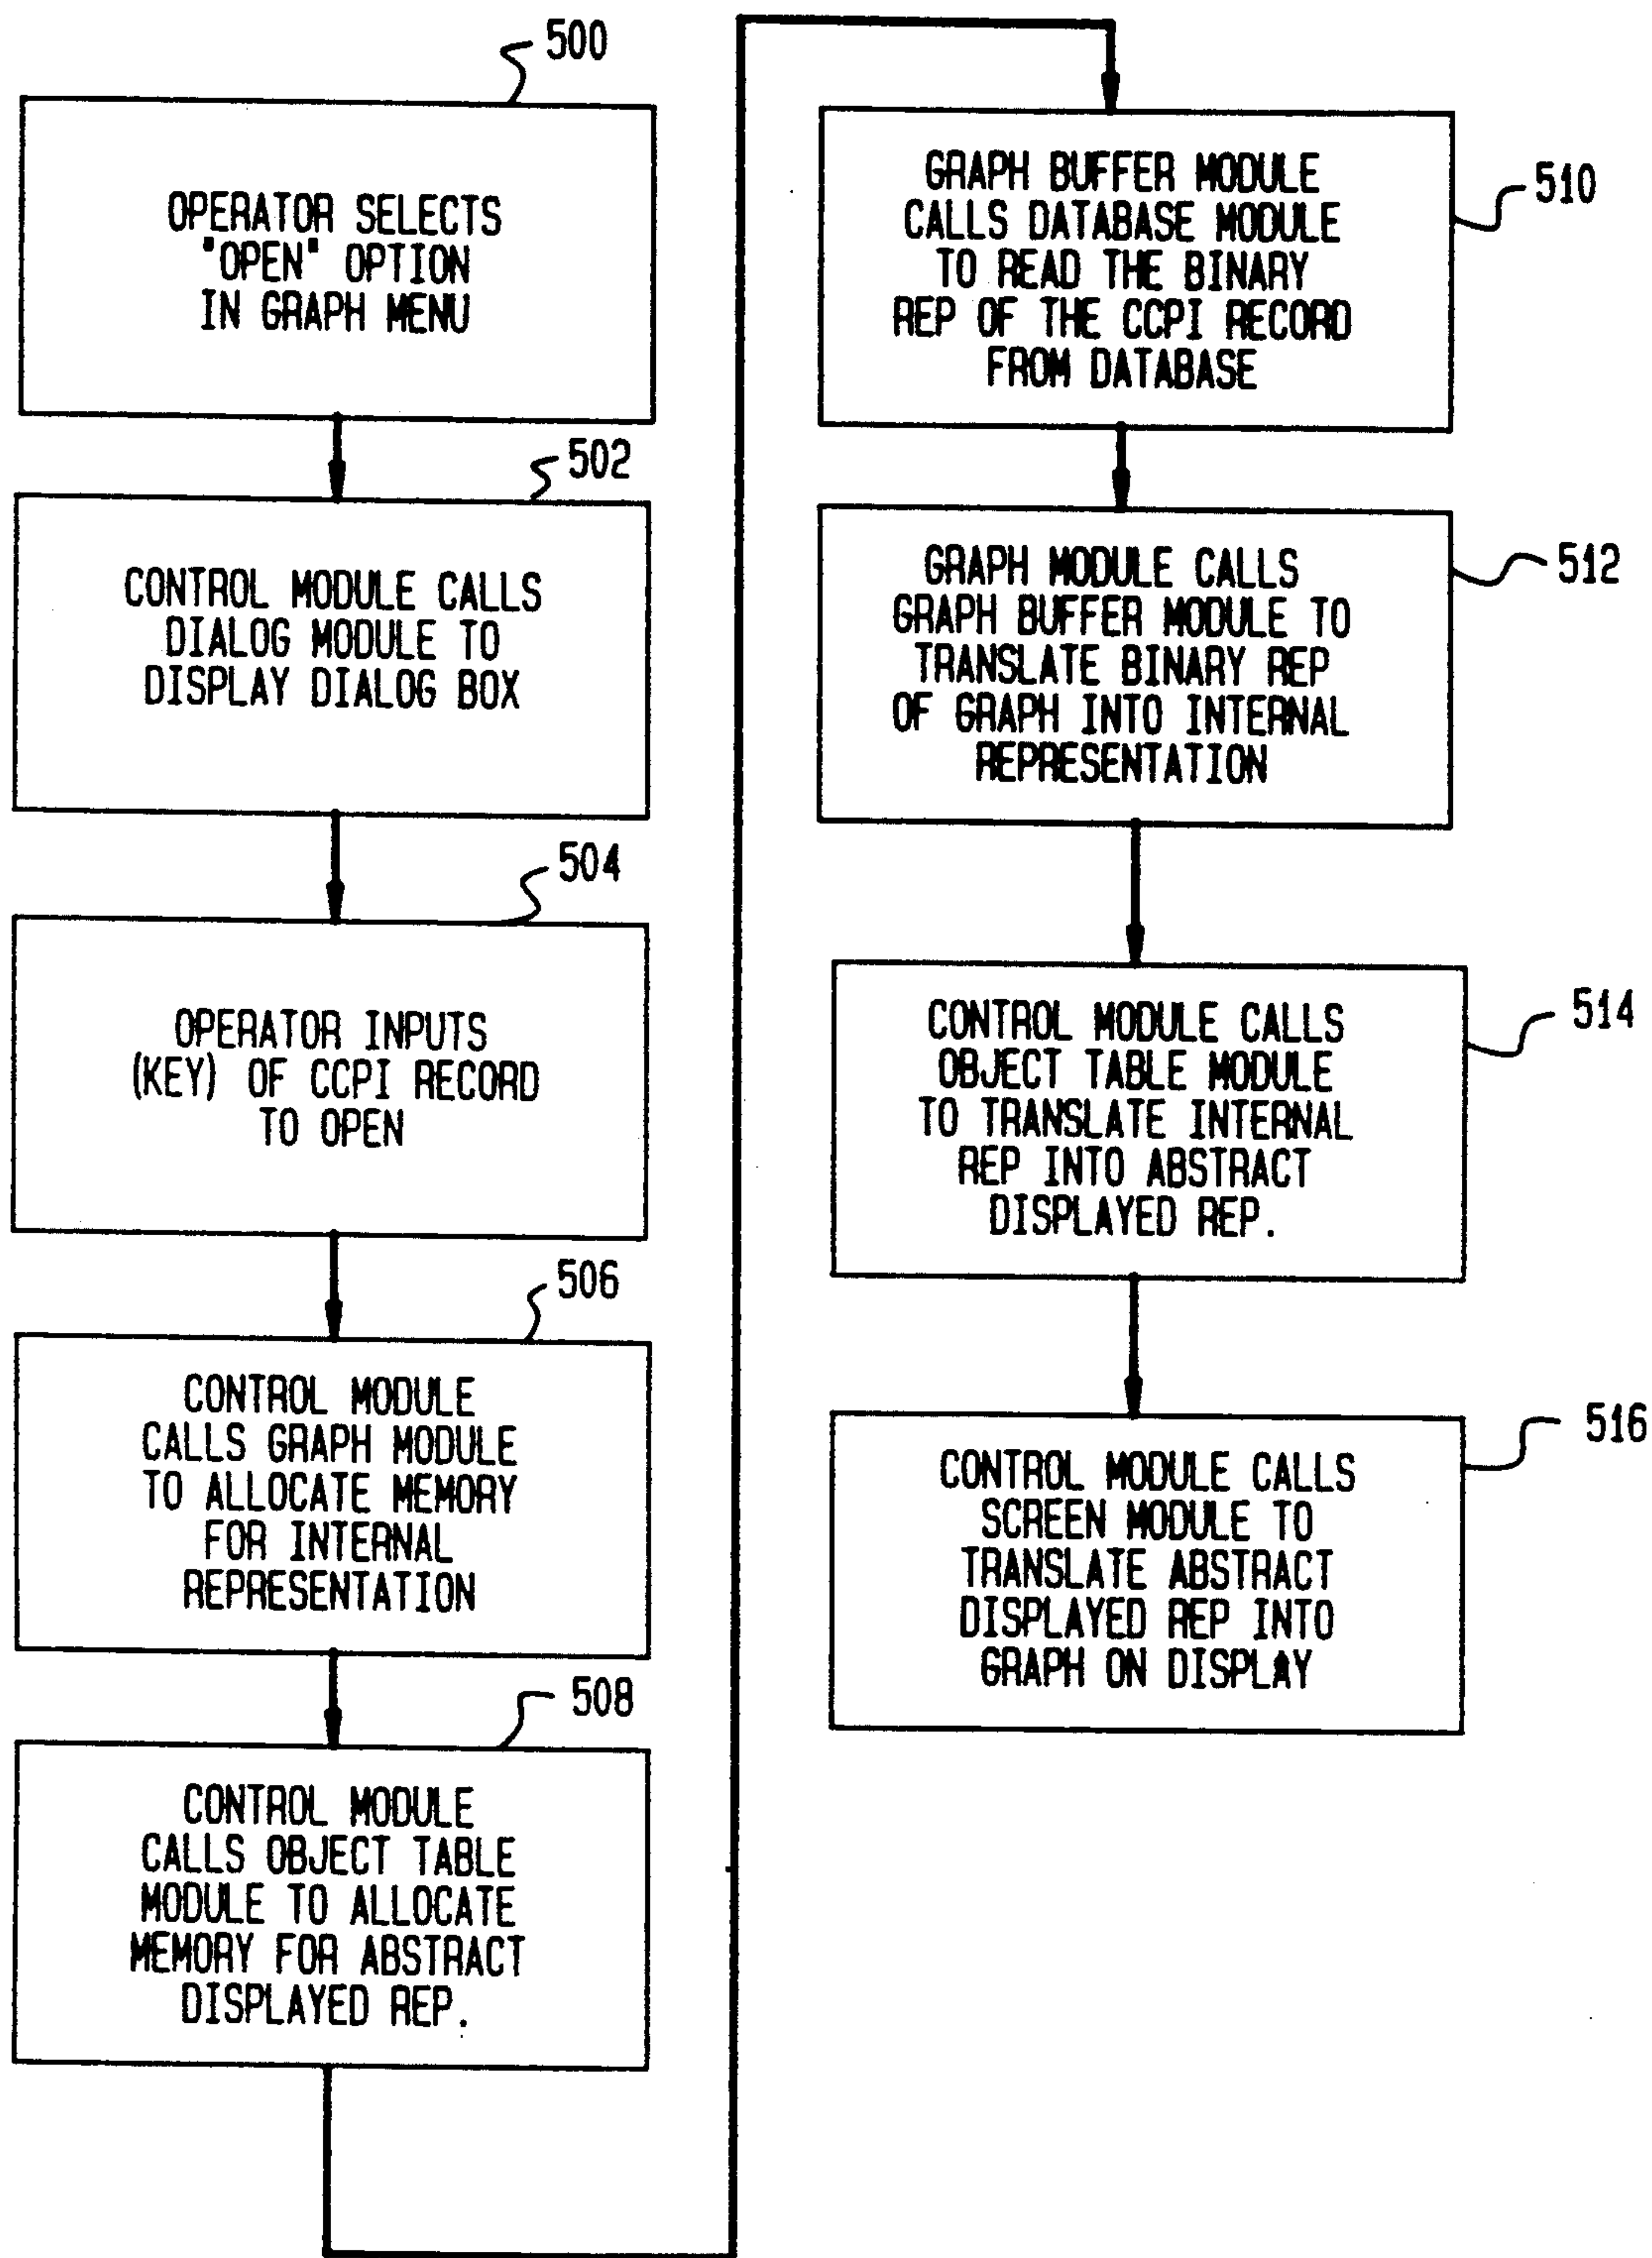 500
OPERATOR SELECTS
"OPEN" OPTION
IN GRAPH MENU
502
CONTROL MODULE CALLS
DIALOG MODULE TO
DISPLAY DIALOG BOX
504
OPERATOR INPUTS
(KEY) OF CCPI RECORD
TO OPEN
506
CONTROL MODULE
CALLS GRAPH MODULE
TO ALLOCATE MEMORY
FOR INTERNAL
REPRESENTATION
508
CONTROL MODULE
CALLS OBJECT TABLE
MODULE TO ALLOCATE
MEMORY FOR ABSTRACT
DISPLAYED REP.
510
GRAPH BUFFER MODULE
CALLS DATABASE MODULE
TO READ THE BINARY
REP OF THE CCPI RECORD
FROM DATABASE
512
GRAPH MODULE CALLS
GRAPH BUFFER MODULE TO
TRANSLATE BINARY REP
OF GRAPH INTO INTERNAL
REPRESENTATION
514
CONTROL MODULE CALLS
OBJECT TABLE MODULE
TO TRANSLATE INTERNAL
REP INTO ABSTRACT
DISPLAYED REP.
516
CONTROL MODULE CALLS
SCREEN MODULE TO
TRANSLATE ABSTRACT
DISPLAYED REP INTO
GRAPH ON DISPLAY